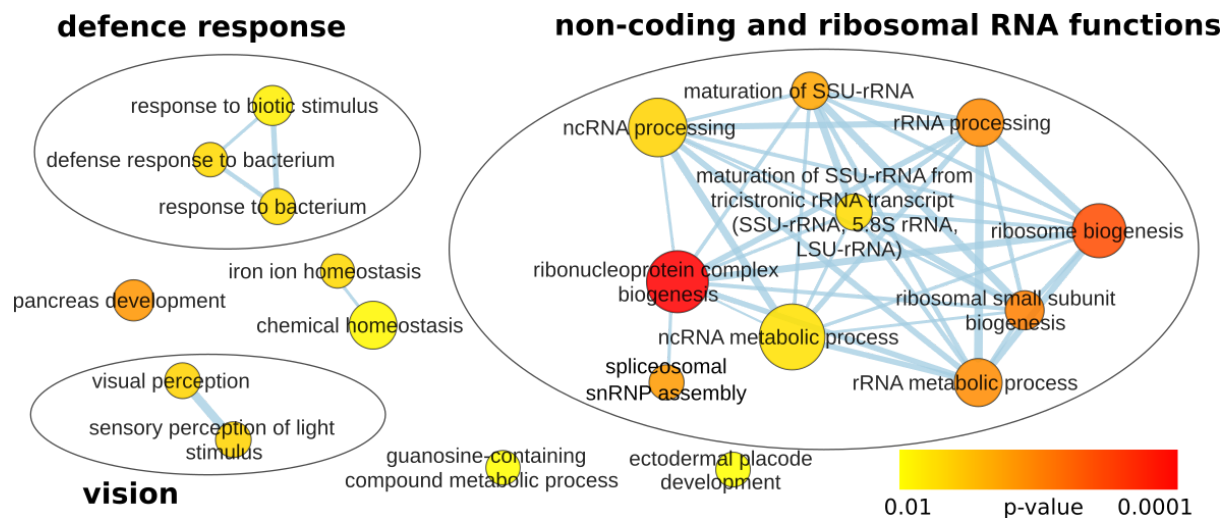 defence response
non-coding and ribosomal RNA functions
response to biotic stimulus
defense response to bacterium
response to bacterium
maturation of SSU-rRNA
ncRNA processing
rRNA processing
maturation of SSU-rRNA from
tricistronic rRNA transcript
(SSU-rRNA, 5.8S rRNA,
LSU-rRNA)
ribosome biogenesis
ribonucleoprotein complex
biogenesis
ribosomal small subunit
biogenesis
ncRNA metabolic process
spliceosomal
snRNP assembly
rRNA metabolic process
iron ion homeostasis
pancreas development
chemical homeostasis
visual perception
sensory perception of light
stimulus
vision
guanosine-containing
compound metabolic process
ectodermal placode
development
0.01 p-value 0.0001